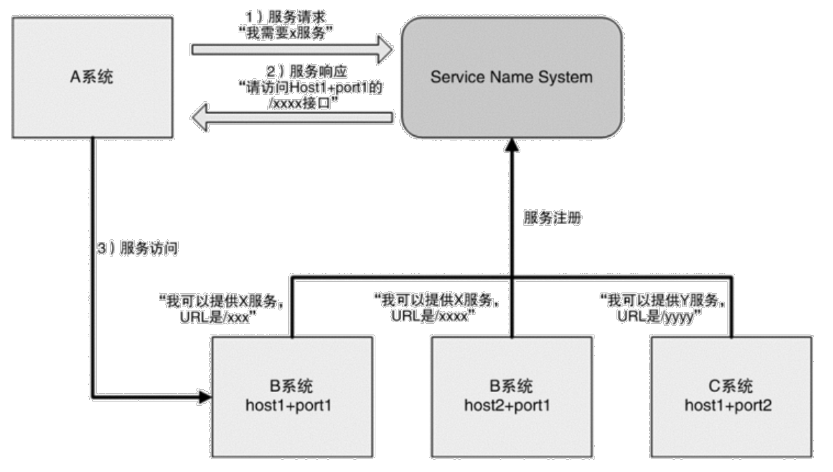 1）服务请求
“我需要x服务”
A系统
2）服务响应
“请访问Host1+port1的
/xxxx接口”
Service Name System
服务注册
3）服务访问
“我可以提供X服务，
URL是/xxx”
“我可以提供X服务，
URL是/xxxx”
“我可以提供Y服务，
URL是/yyyy”
B系统
host1+port1
B系统
host2+port1
C系统
host1+port2